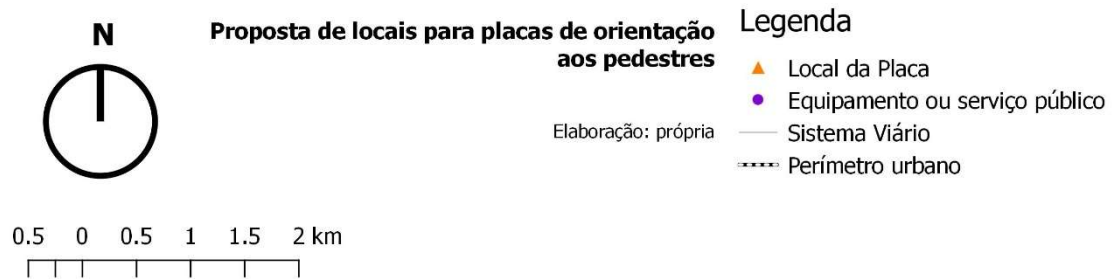 N
Proposta de locais para placas de orientação
aos pedestres
Elaboração: própria
Legenda
Local da Placa
Equipamento ou serviço público
Sistema Viário
Perímetro urbano
0.5 0 0.5 1 1.5 2 km